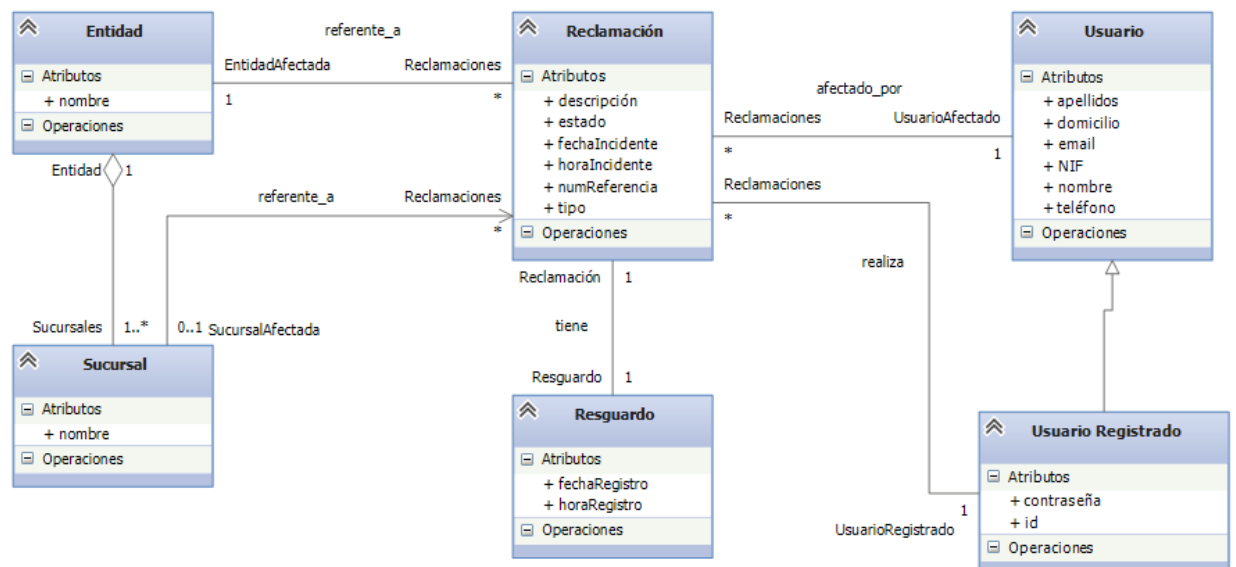 Entidad
Atributos
+ nombre
Operaciones
referente_a
EntidadAfectada
Reclamaciones
1
*
Reclamación
Atributos
+ descripción
+ estado
+ fechaIncidente
+ horaIncidente
+ numReferencia
+ tipo
Operaciones
afectado_por
Reclamaciones
UsuarioAfectado
*
1
Usuario
Atributos
+ apellidos
+ domicilio
+ email
+ NIF
+ nombre
+ teléfono
Operaciones
Entidad
1
referente_a
Reclamaciones
*
Sucursales
1..*
0..1
SucursalAfectada
Reclamaciones
*
realiza
1
UsuarioRegistrado
Reclamación
1
tiene
Resguardo
1
Sucursal
Atributos
+ nombre
Operaciones
Resguardo
Atributos
+ fechaRegistro
+ horaRegistro
Operaciones
Usuario Registrado
Atributos
+ contraseña
+ id
Operaciones